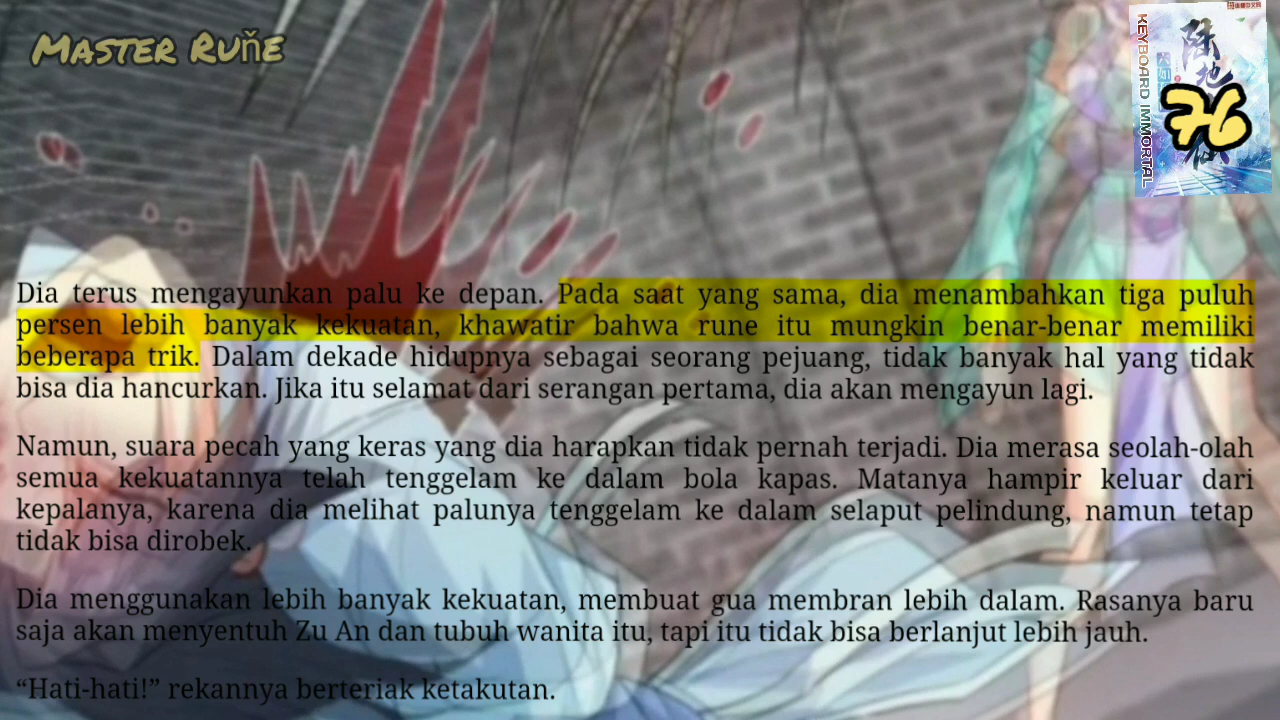 Master Ruňe
KEYBOARD IMMORTAL
76
Dia terus mengayunkan palu ke depan. Pada saat yang sama, dia menambahkan tiga puluh
persen lebih banyak kekuatan, khawatir bahwa rune itu mungkin benar-benar memiliki
beberapa trik. Dalam dekade hidupnya sebagai seorang pejuang, tidak banyak hal yang tidak
bisa dia hancurkan. Jika itu selamat dari serangan pertama, dia akan mengayun lagi.
Namun, suara pecah yang keras yang dia harapkan tidak pernah terjadi. Dia merasa seolah-olah
semua kekuatannya telah tenggelam ke dalam bola kapas. Matanya hampir keluar dari
kepalanya, karena dia melihat palunya tenggelam ke dalam selaput pelindung, namun tetap
tidak bisa dirobek.
Dia menggunakan lebih banyak kekuatan, membuat gua membran lebih dalam. Rasanya baru
saja akan menyentuh Zu An dan tubuh wanita itu, tapi itu tidak bisa berlanjut lebih jauh.
“Hati-hati!” rekannya berteriak ketakutan.